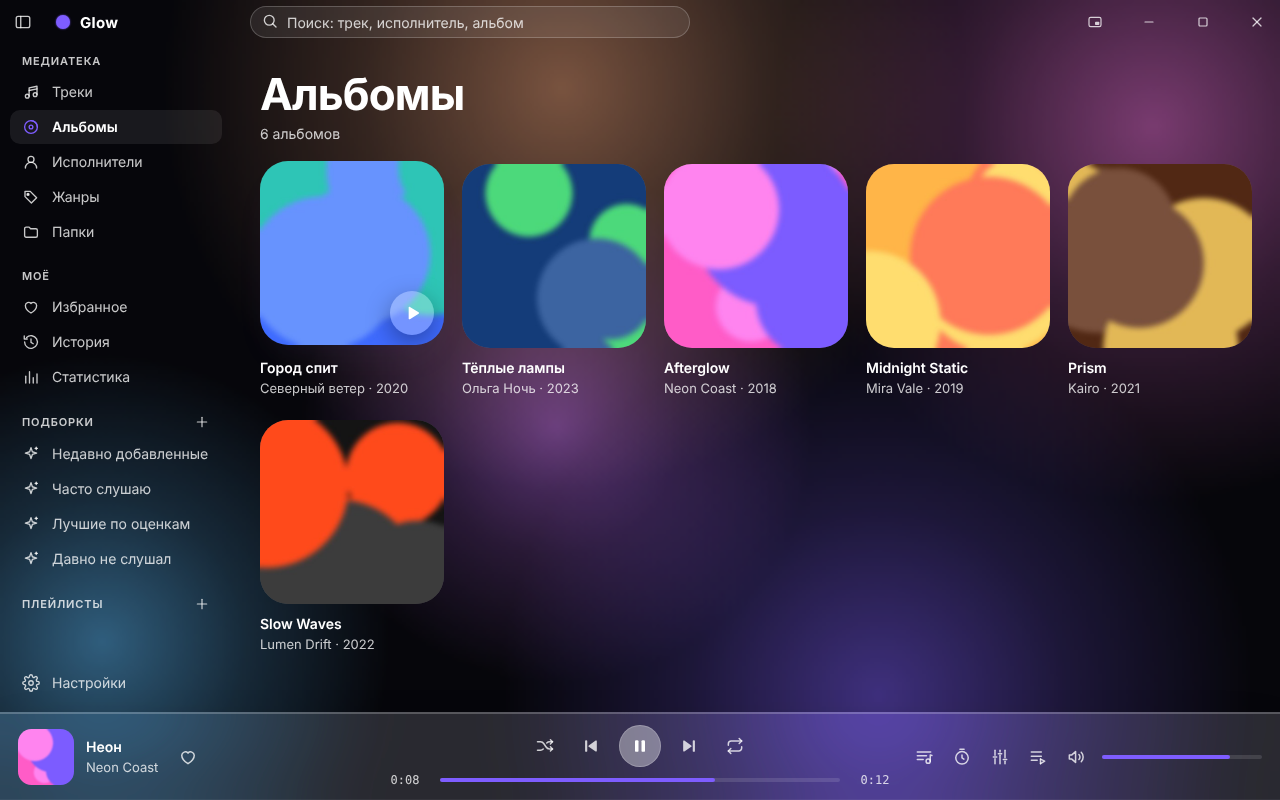 Glow
Поиск: трек, исполнитель, альбом
МЕДИАТЕКА
Треки
Альбомы
Исполнители
Жанры
Папки
МОЁ
Избранное
История
Статистика
ПОДБОРКИ
Недавно добавленные
Часто слушаю
Лучшие по оценкам
Давно не слушал
ПЛЕЙЛИСТЫ
Настройки
Альбомы
6 альбомов
Город спит
Северный ветер · 2020
Тёплые лампы
Ольга Ночь · 2023
Afterglow
Neon Coast · 2018
Midnight Static
Mira Vale · 2019
Prism
Kairo · 2021
Slow Waves
Lumen Drift · 2022
Неон
Neon Coast
0:08
0:12